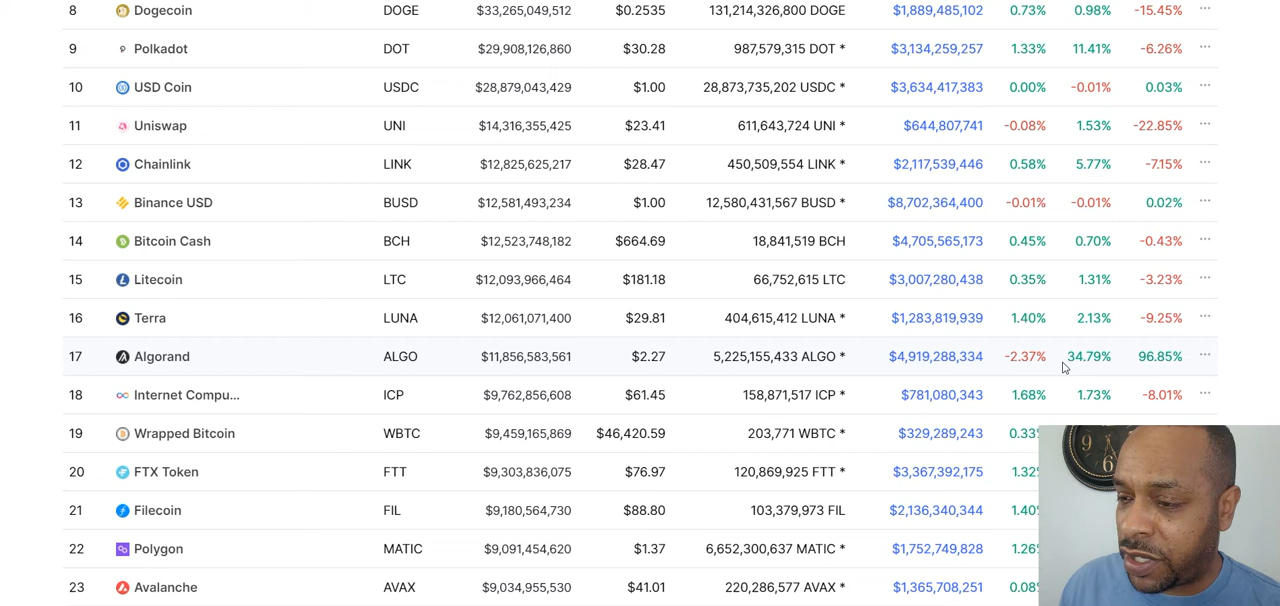 8 Dogecoin DOGE $33,265,049,512 $0.2535 131,214,326,800 DOGE $1,889,485,102 0.73% 0.98% -15.45% ...
9 Polkadot DOT $29,908,126,860 $30.28 987,579,315 DOT * $3,134,259,257 1.33% 11.41% -6.26% ...
10 USD Coin USDC $28,879,043,429 $1.00 28,873,735,202 USDC * $3,634,417,383 0.00% -0.01% 0.03% ...
11 Uniswap UNI $14,316,355,425 $23.41 611,643,724 UNI * $644,807,741 -0.08% 1.53% -22.85% ...
12 Chainlink LINK $12,825,625,217 $28.47 450,509,554 LINK * $2,117,539,446 0.58% 5.77% -7.15% ...
13 Binance USD BUSD $12,581,493,234 $1.00 12,580,431,567 BUSD * $8,702,364,400 -0.01% -0.01% 0.02% ...
14 Bitcoin Cash BCH $12,523,748,182 $664.69 18,841,519 BCH $4,705,565,173 0.45% 0.70% -0.43% ...
15 Litecoin LTC $12,093,966,464 $181.18 66,752,615 LTC $3,007,280,438 0.35% 1.31% -3.23% ...
16 Terra LUNA $12,061,071,400 $29.81 404,615,412 LUNA * $1,283,819,939 1.40% 2.13% -9.25% ...
17 Algorand ALGO $11,856,583,561 $2.27 5,225,155,433 ALGO * $4,919,288,334 -2.37% 34.79% 96.85% ...
18 Internet Compu... ICP $9,762,856,608 $61.45 158,871,517 ICP * $781,080,343 1.68% 1.73% -8.01% ...
19 Wrapped Bitcoin WBTC $9,459,165,869 $46,420.59 203,771 WBTC * $329,289,243 0.33%
20 FTX Token FTT $9,303,836,075 $76.97 120,869,925 FTT * $3,367,392,175 1.32%
21 Filecoin FIL $9,180,564,730 $88.80 103,379,973 FIL $2,136,340,344 1.40%
22 Polygon MATIC $9,091,454,620 $1.37 6,652,300,637 MATIC * $1,752,749,828 1.26%
23 Avalanche AVAX $9,034,955,530 $41.01 220,286,577 AVAX * $1,365,708,251 0.08%
9
6